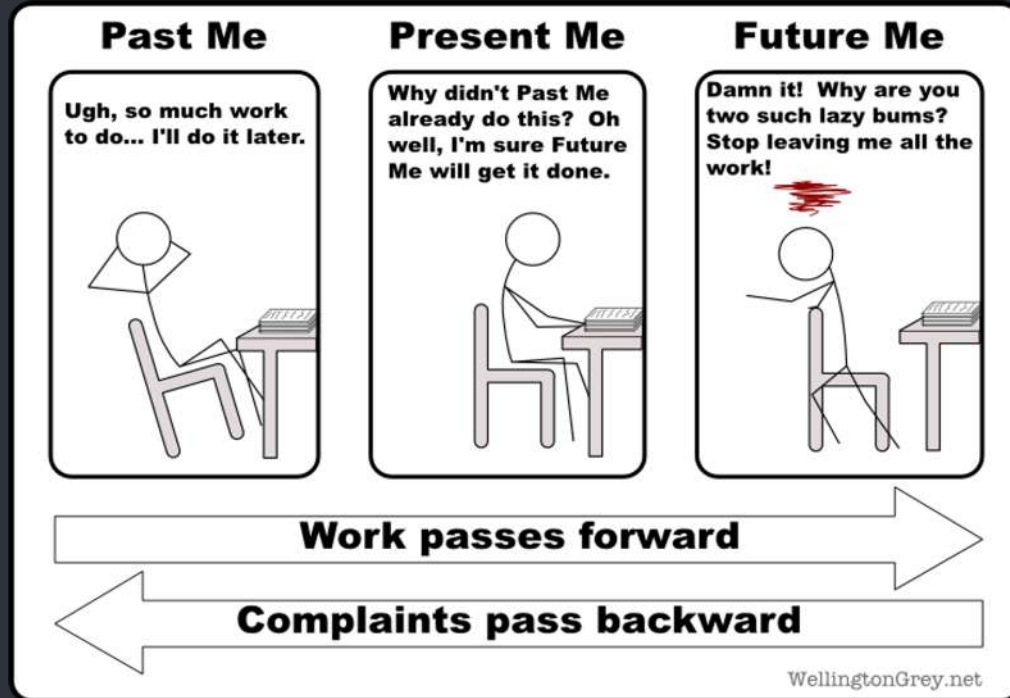 Past Me
Ugh, so much work
to do... I'll do it later.
Present Me
Why didn't Past Me
already do this? Oh
well, I'm sure Future
Me will get it done.
Future Me
Damn it! Why are you
two such lazy bums?
Stop leaving me all the
work!
Work passes forward
Complaints pass backward
WellingtonGrey.net